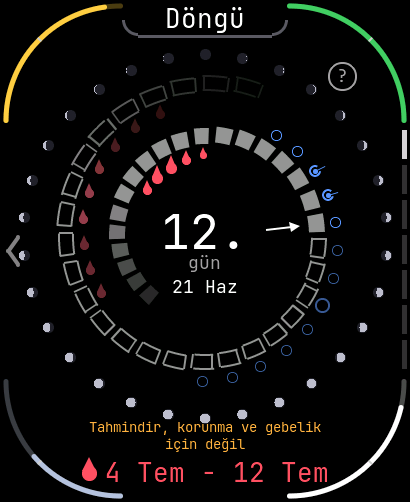 Döngü
?
12.
gün
21 Haz
Tahmindir, korunma ve gebelik
için değil
4 Tem - 12 Tem